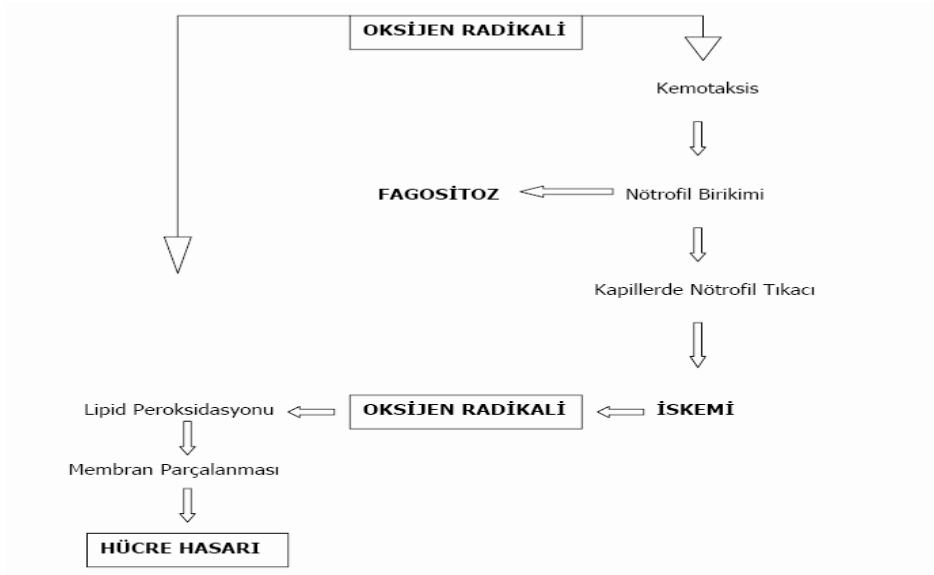 OKSİJEN RADİKALİ
Kemotaksis
FAGOSİTOZ
Nötrofil Birikimi
Kapillerde Nötrofil Tıkacı
Lipid Peroksidasyonu
OKSİJEN RADİKALİ
İSKEMİ
Membran Parçalanması
HÜCRE HASARI